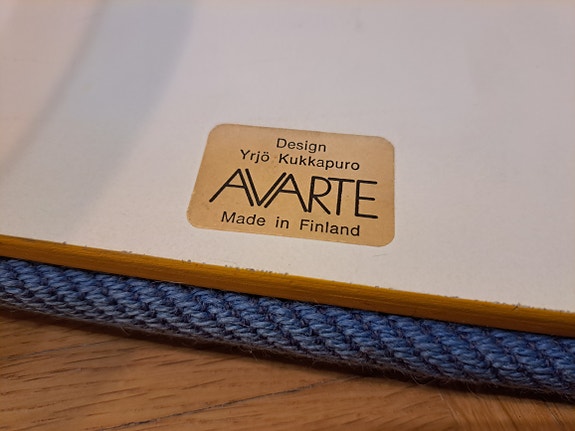 Design
Yrjö Kukkapuro
AVARTE
Made in Finland